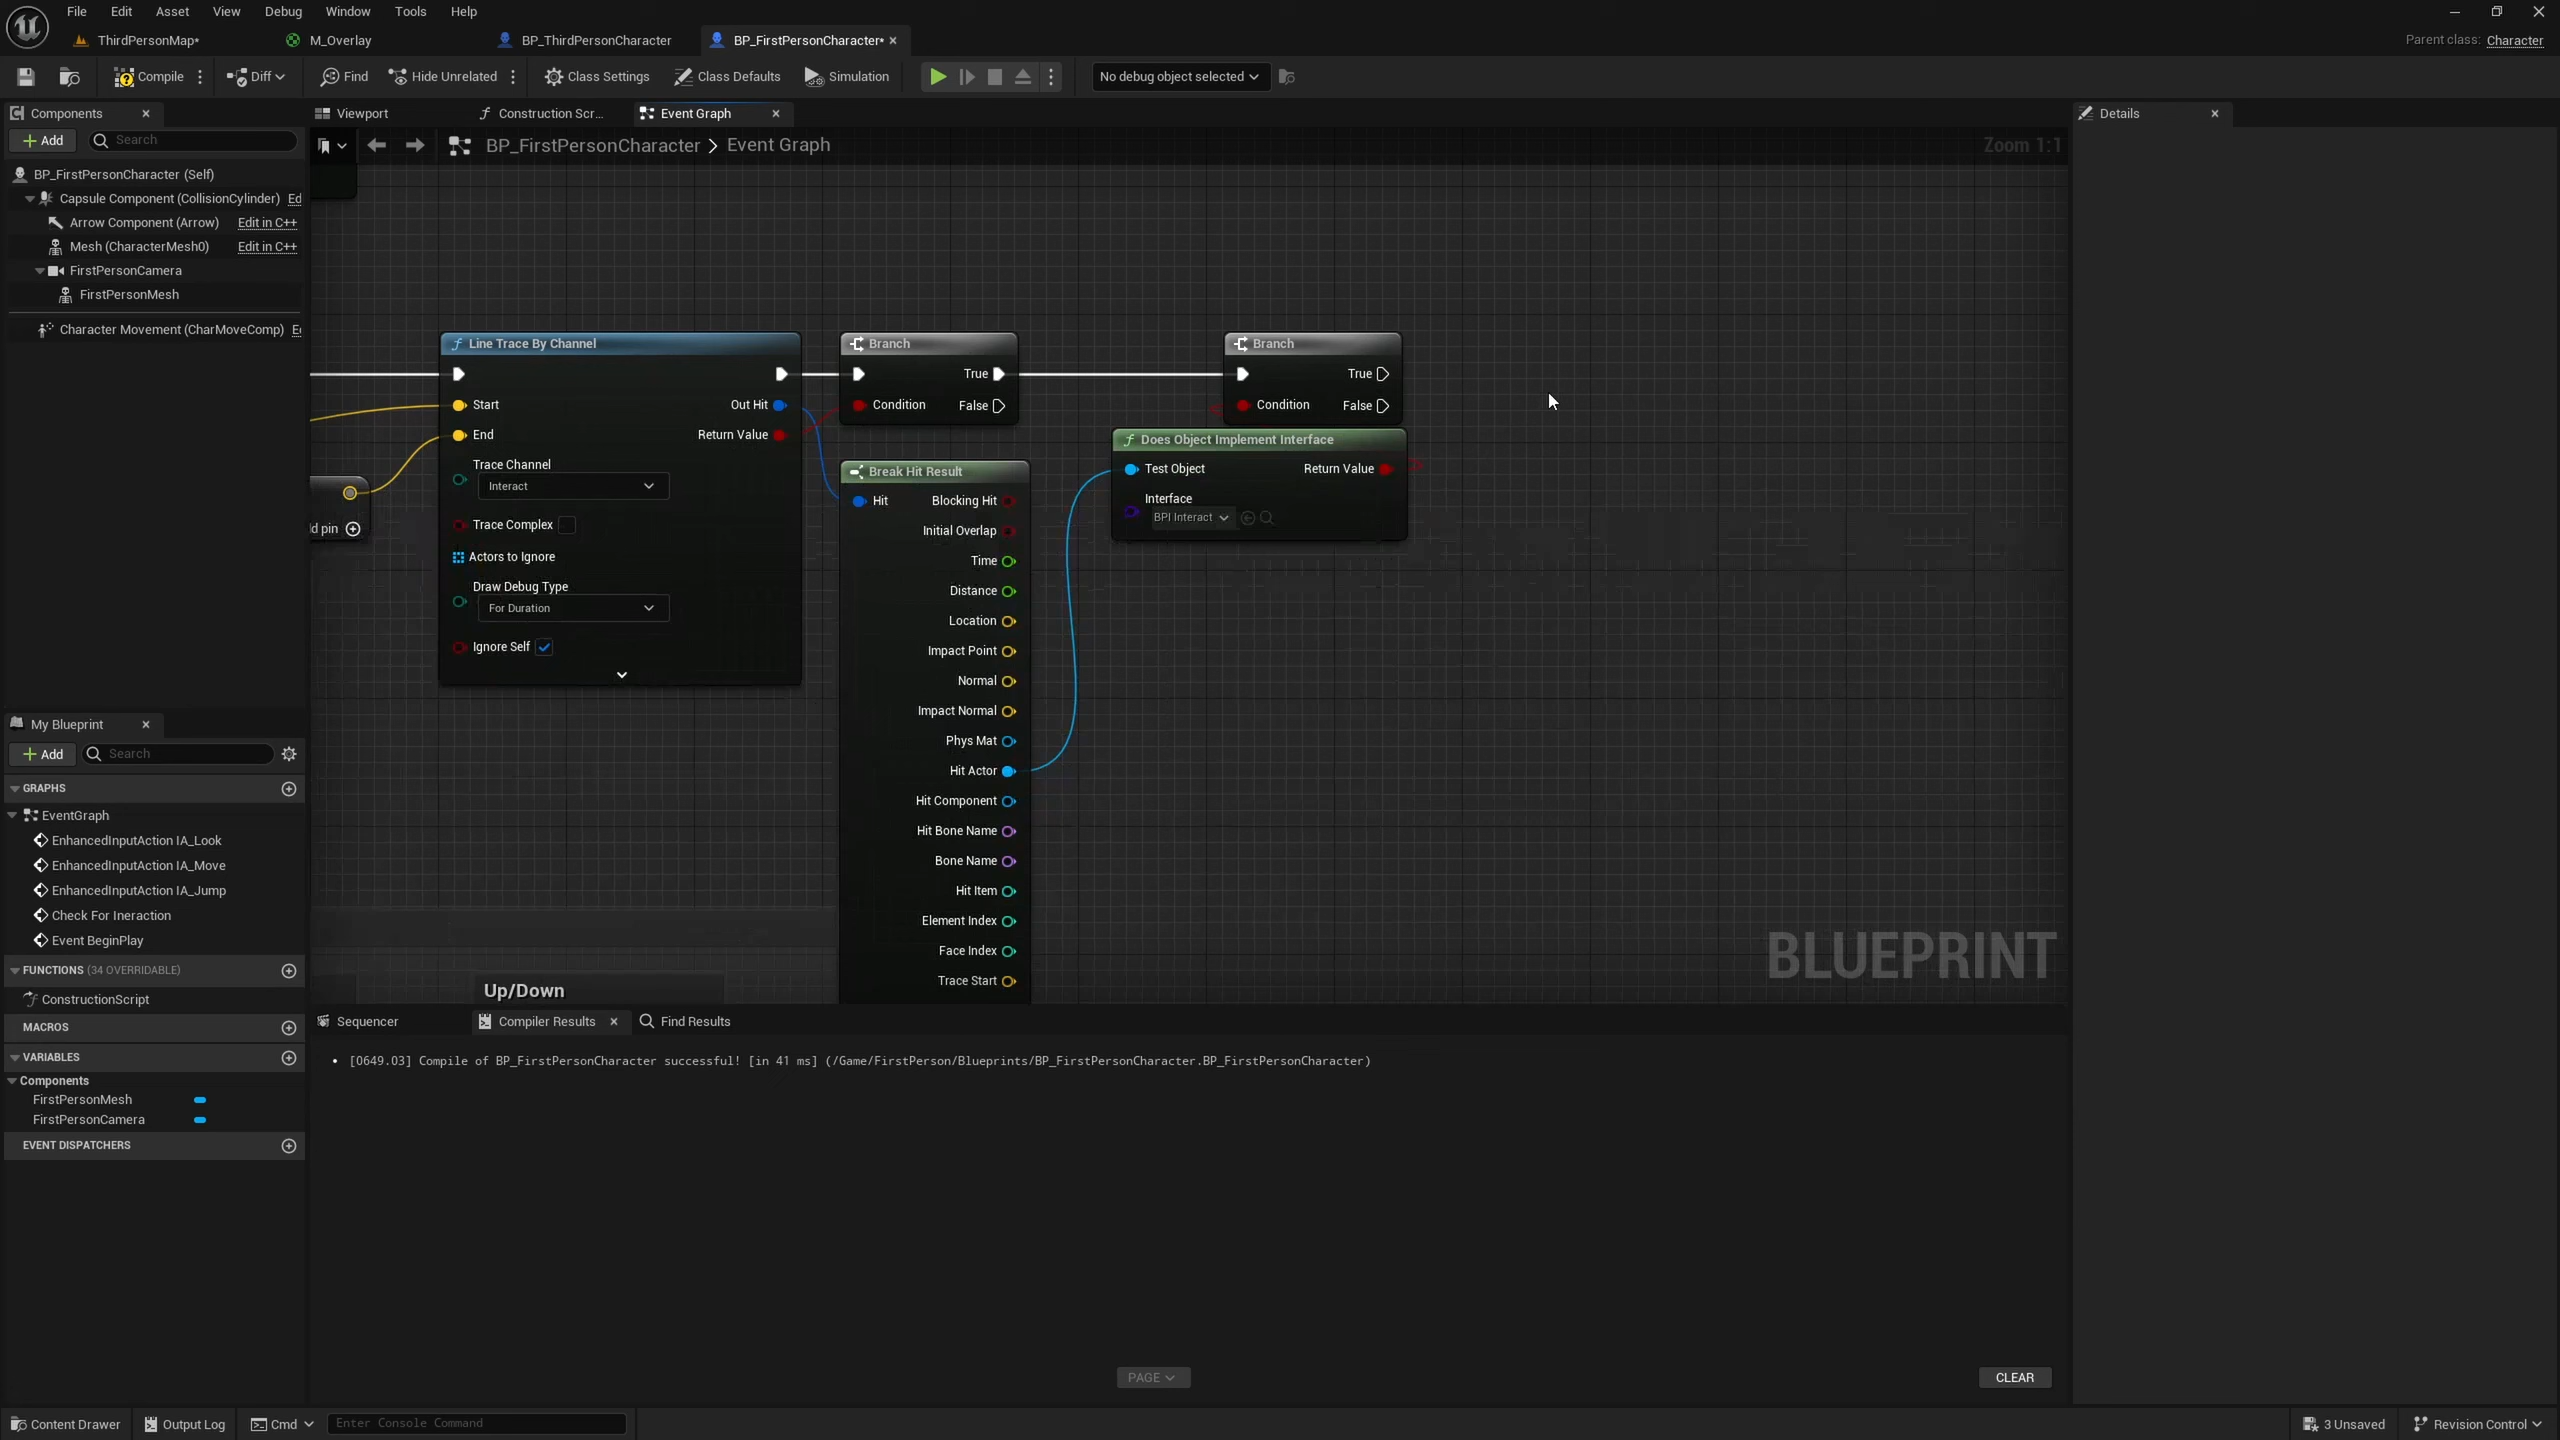 File Edit Asset View Debug Window Tools Help
ThirdPersonMap* M_Overlay BP_ThirdPersonCharacter BP_FirstPersonCharacter*
Parent class: Character
Compile Diff Find Hide Unrelated Class Settings Class Defaults Simulation No debug object selected
Components
Add Search
BP_FirstPersonCharacter (Self)
Capsule Component (CollisionCylinder) Ed
Arrow Component (Arrow) Edit in C++
Mesh (CharacterMesh0) Edit in C++
FirstPersonCamera
FirstPersonMesh
Character Movement (CharMoveComp) E
My Blueprint
Add Search
GRAPHS
EventGraph
EnhancedInputAction IA_Look
EnhancedInputAction IA_Move
EnhancedInputAction IA_Jump
Check For Ineraction
Event BeginPlay
FUNCTIONS (34 OVERRIDABLE)
ConstructionScript
MACROS
VARIABLES
Components
FirstPersonMesh
FirstPersonCamera
EVENT DISPATCHERS
Viewport Construction Scr... Event Graph
BP_FirstPersonCharacter > Event Graph
Zoom 1:1
ld pin
Line Trace By Channel
Start Out Hit
End Return Value
Trace Channel
Interact
Trace Complex
Actors to Ignore
Draw Debug Type
For Duration
Ignore Self
Branch
True
Condition False
Break Hit Result
Hit Blocking Hit
Initial Overlap
Time
Distance
Location
Impact Point
Normal
Impact Normal
Phys Mat
Hit Actor
Hit Component
Hit Bone Name
Bone Name
Hit Item
Element Index
Face Index
Trace Start
Branch
True
Condition False
Does Object Implement Interface
Test Object Return Value
Interface
BPI Interact
Up/Down
BLUEPRINT
Details
Sequencer Compiler Results Find Results
• [0649.03] Compile of BP_FirstPersonCharacter successful! [in 41 ms] (/Game/FirstPerson/Blueprints/BP_FirstPersonCharacter.BP_FirstPersonCharacter)
PAGE CLEAR
Content Drawer Output Log Cmd Enter Console Command 3 Unsaved Revision Control